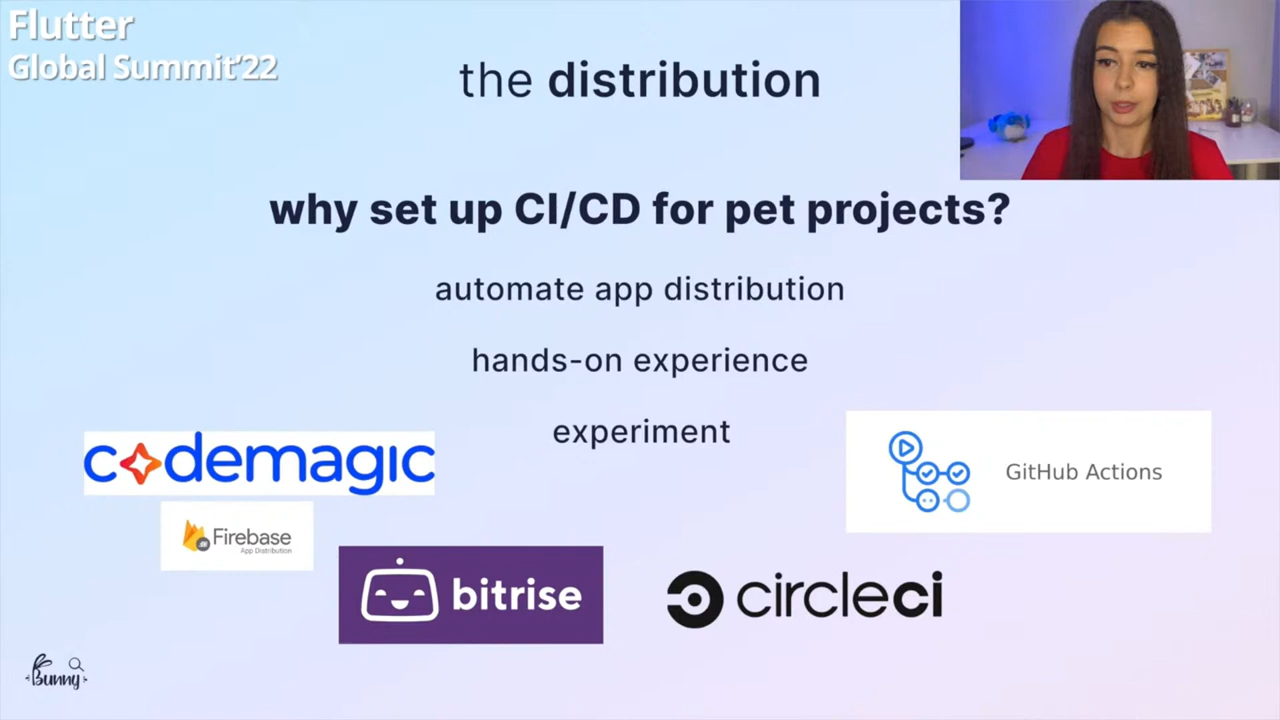 Flutter
Global Summit'22
the distribution
why set up CI/CD for pet projects?
automate app distribution
hands-on experience
experiment
codemagic
GitHub Actions
Firebase
App Distribution
bitrise
circleci
Bunny